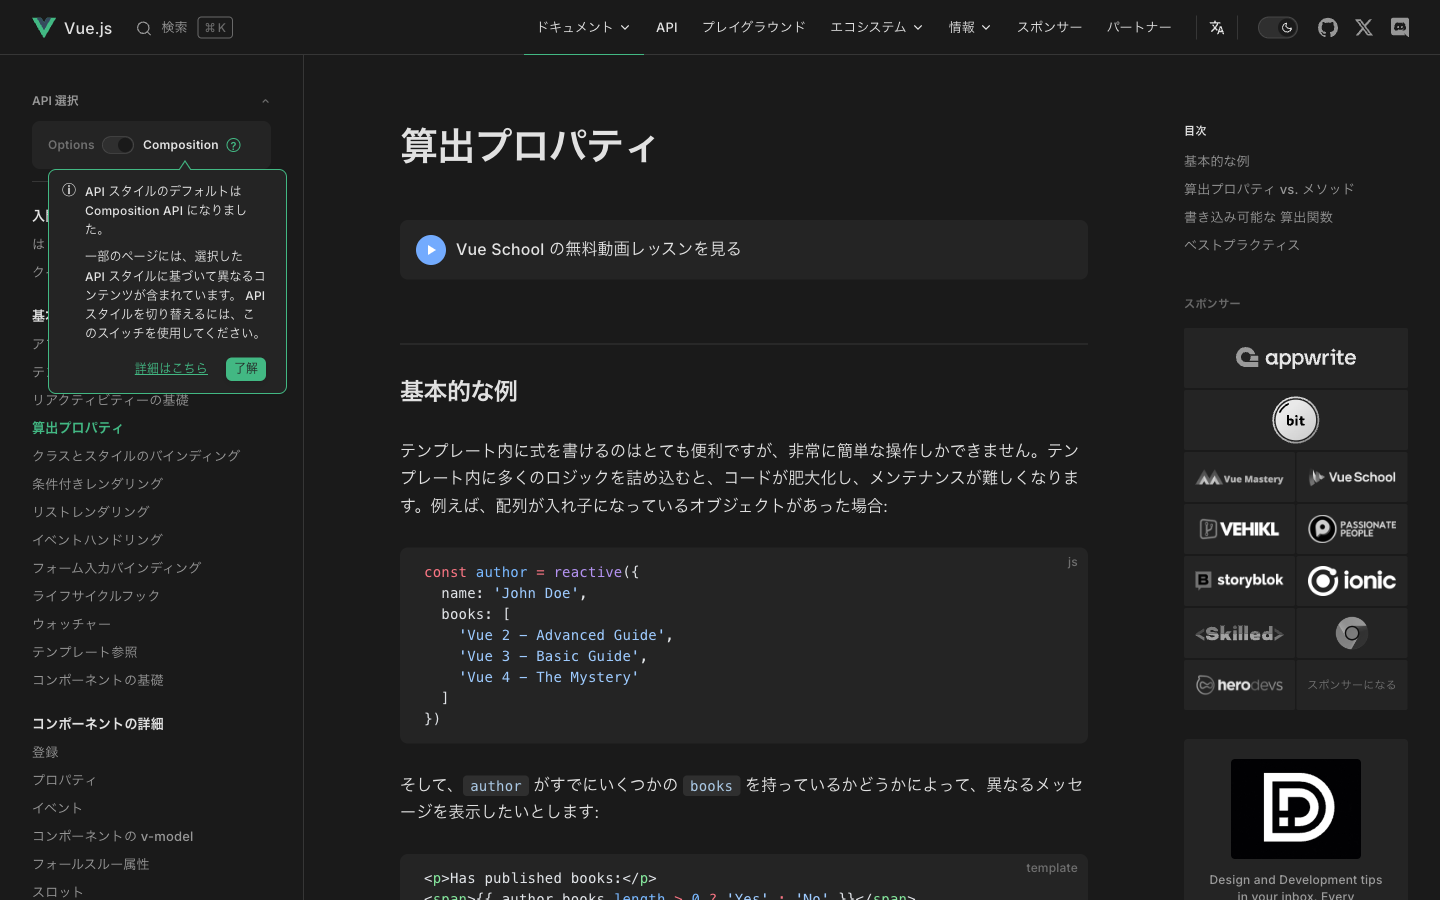 Vue.js
検索
⌘ K
ドキュメント
API
プレイグラウンド
エコシステム
情報
スポンサー
パートナー
API 選択
Options
Composition
?
API スタイルのデフォルトは
Composition API になりまし
た。
一部のページには、選択した
API スタイルに基づいて異なるコ
ンテンツが含まれています。 API
スタイルを切り替えるには、こ
のスイッチを使用してください。
詳細はこちら
了解
リアクティビティーの基礎
算出プロパティ
クラスとスタイルのバインディング
条件付きレンダリング
リストレンダリング
イベントハンドリング
フォーム入力バインディング
ライフサイクルフック
ウォッチャー
テンプレート参照
コンポーネントの基礎
コンポーネントの詳細
登録
プロパティ
イベント
コンポーネントの v-model
フォールスルー属性
スロット
算出プロパティ
Vue School の無料動画レッスンを見る
基本的な例
テンプレート内に式を書けるのはとても便利ですが、非常に簡単な操作しかできません。テン
プレート内に多くのロジックを詰め込むと、コードが肥大化し、メンテナンスが難しくなりま
す。例えば、配列が入れ子になっているオブジェクトがあった場合:
js
const author = reactive({
name: 'John Doe',
books: [
'Vue 2 - Advanced Guide',
'Vue 3 - Basic Guide',
'Vue 4 - The Mystery'
]
})
そして、 author がすでにいくつかの books を持っているかどうかによって、異なるメッセ
ージを表示したいとします:
template
<p>Has published books:</p>
<span>{{ author.books.length > 0 ? 'Yes' : 'No' }}</span>
目次
基本的な例
算出プロパティ vs. メソッド
書き込み可能な 算出関数
ベストプラクティス
スポンサー
appwrite
bit
Vue Mastery
Vue School
VEHIKL
PASSIONATE
PEOPLE
storyblok
ionic
<Skilled>
herodevs
スポンサーになる
Design and Development tips
in your inbox. Every